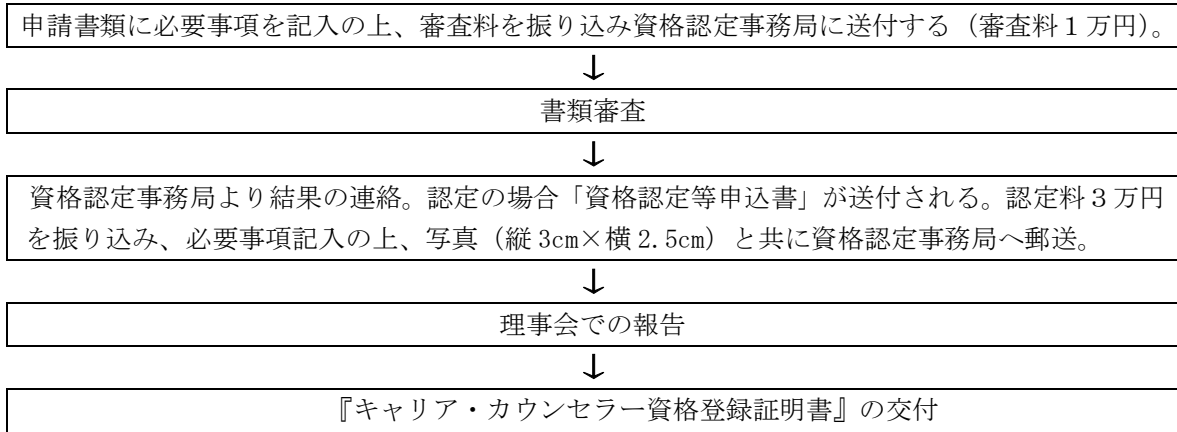 申請書類に必要事項を記入の上、審査料を振り込み資格認定事務局に送付する（審査料１万円）。
↓
書類審査
↓
資格認定事務局より結果の連絡。認定の場合「資格認定等申込書」が送付される。認定料３万円
を振り込み、必要事項記入の上、写真（縦 3cm×横 2.5cm）と共に資格認定事務局へ郵送。
↓
理事会での報告
↓
『キャリア・カウンセラー資格登録証明書』の交付